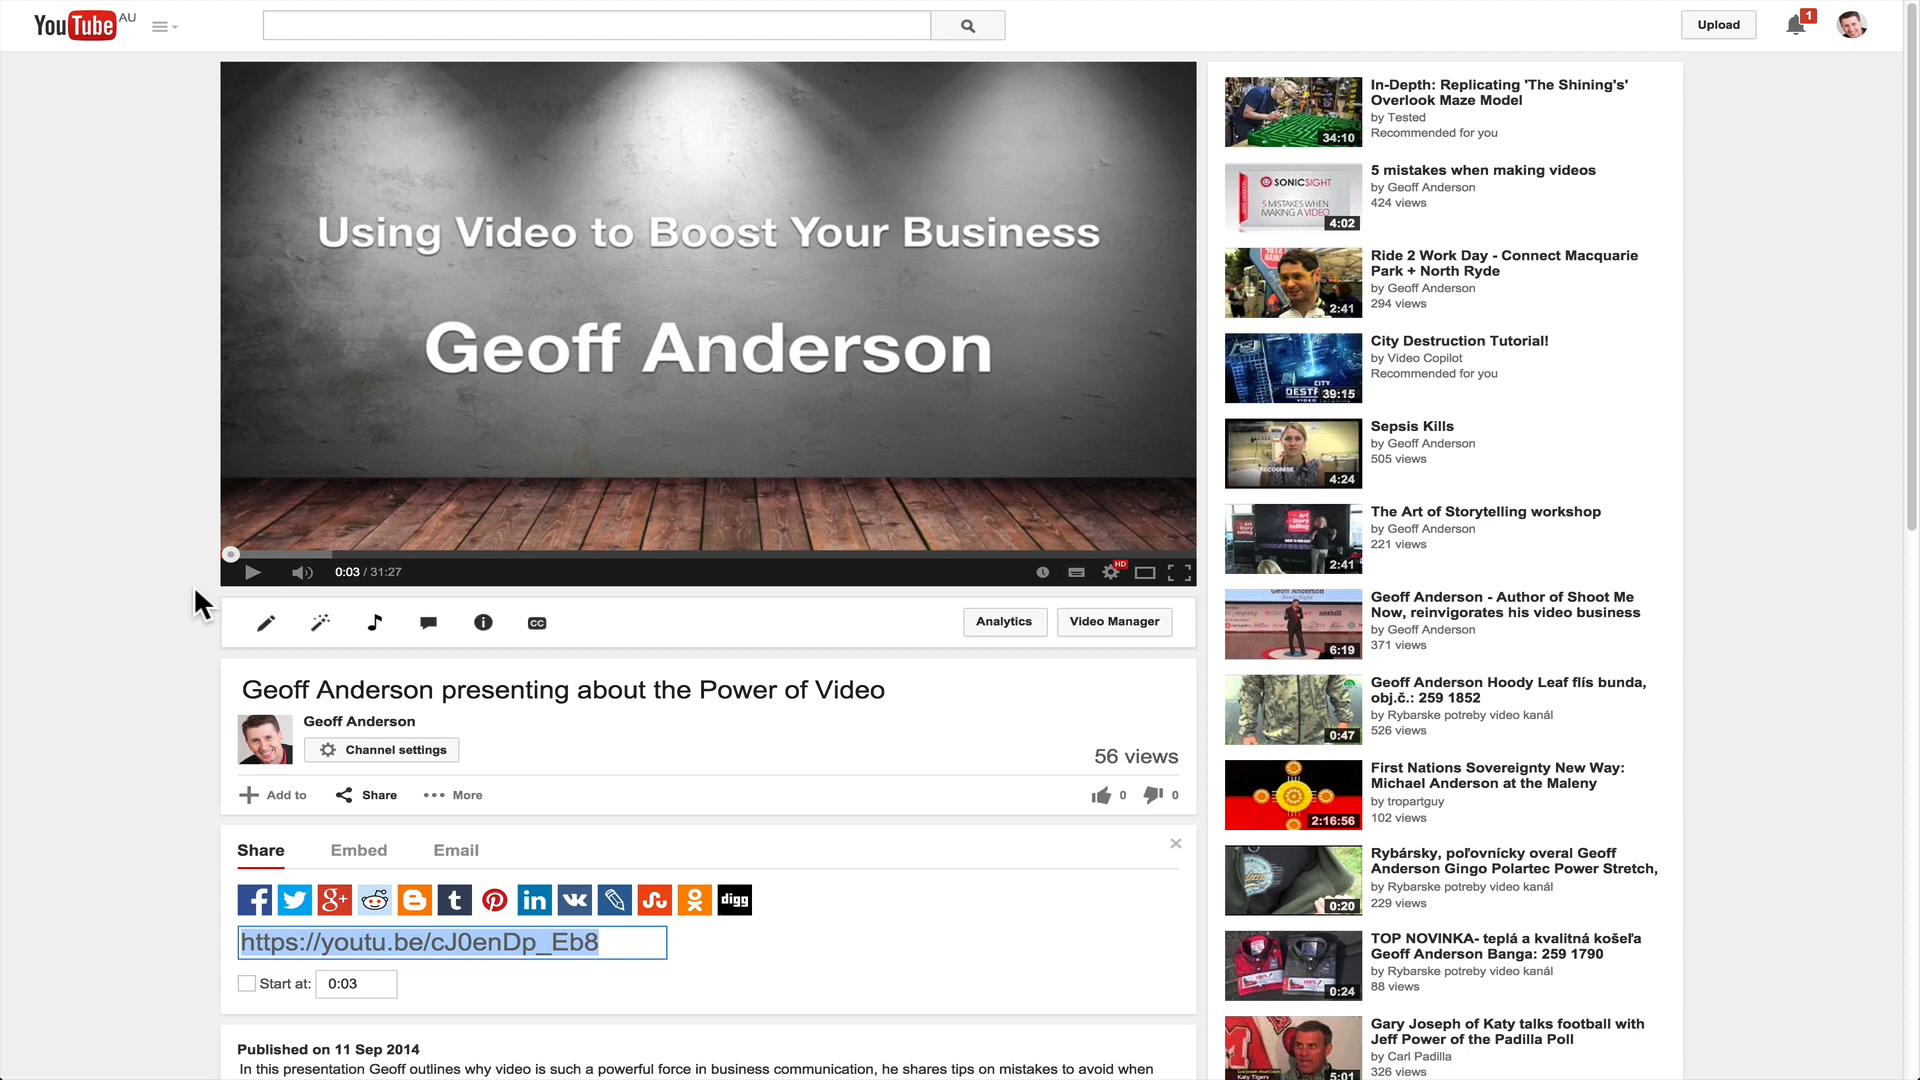 YouTube AU
Upload
1
Using Video to Boost Your Business
Geoff Anderson
0:03 / 31:27
HD
CC
Analytics
Video Manager
Geoff Anderson presenting about the Power of Video
Geoff Anderson
Channel settings
56 views
Add to
Share
More
0
0
Share
Embed
Email
digg
https://youtu.be/cJ0enDp_Eb8
Start at: 0:03
Published on 11 Sep 2014
In this presentation Geoff outlines why video is such a powerful force in business communication, he shares tips on mistakes to avoid when
34:10
In-Depth: Replicating 'The Shining's'
Overlook Maze Model
by Tested
Recommended for you
SONICSIGHT
5 MISTAKES WHEN
MAKING A VIDEO
4:02
5 mistakes when making videos
by Geoff Anderson
424 views
2:41
Ride 2 Work Day - Connect Macquarie
Park + North Ryde
by Geoff Anderson
294 views
CITY
39:15
City Destruction Tutorial!
by Video Copilot
Recommended for you
RECOGNISE
4:24
Sepsis Kills
by Geoff Anderson
505 views
2:41
The Art of Storytelling workshop
by Geoff Anderson
221 views
Geoff Anderson
6:19
Geoff Anderson - Author of Shoot Me
Now, reinvigorates his video business
by Geoff Anderson
371 views
0:47
Geoff Anderson Hoody Leaf flís bunda,
obj.č.: 259 1852
by Rybarske potreby video kanál
526 views
2:16:56
First Nations Sovereignty New Way:
Michael Anderson at the Maleny
by tropartguy
102 views
0:20
Rybársky, poľovnícky overal Geoff
Anderson Gingo Polartec Power Stretch,
by Rybarske potreby video kanál
229 views
0:24
TOP NOVINKA- teplá a kvalitná košeľa
Geoff Anderson Banga: 259 1790
by Rybarske potreby video kanál
88 views
Katy Tigers
5:01
Gary Joseph of Katy talks football with
Jeff Power of the Padilla Poll
by Carl Padilla
326 views